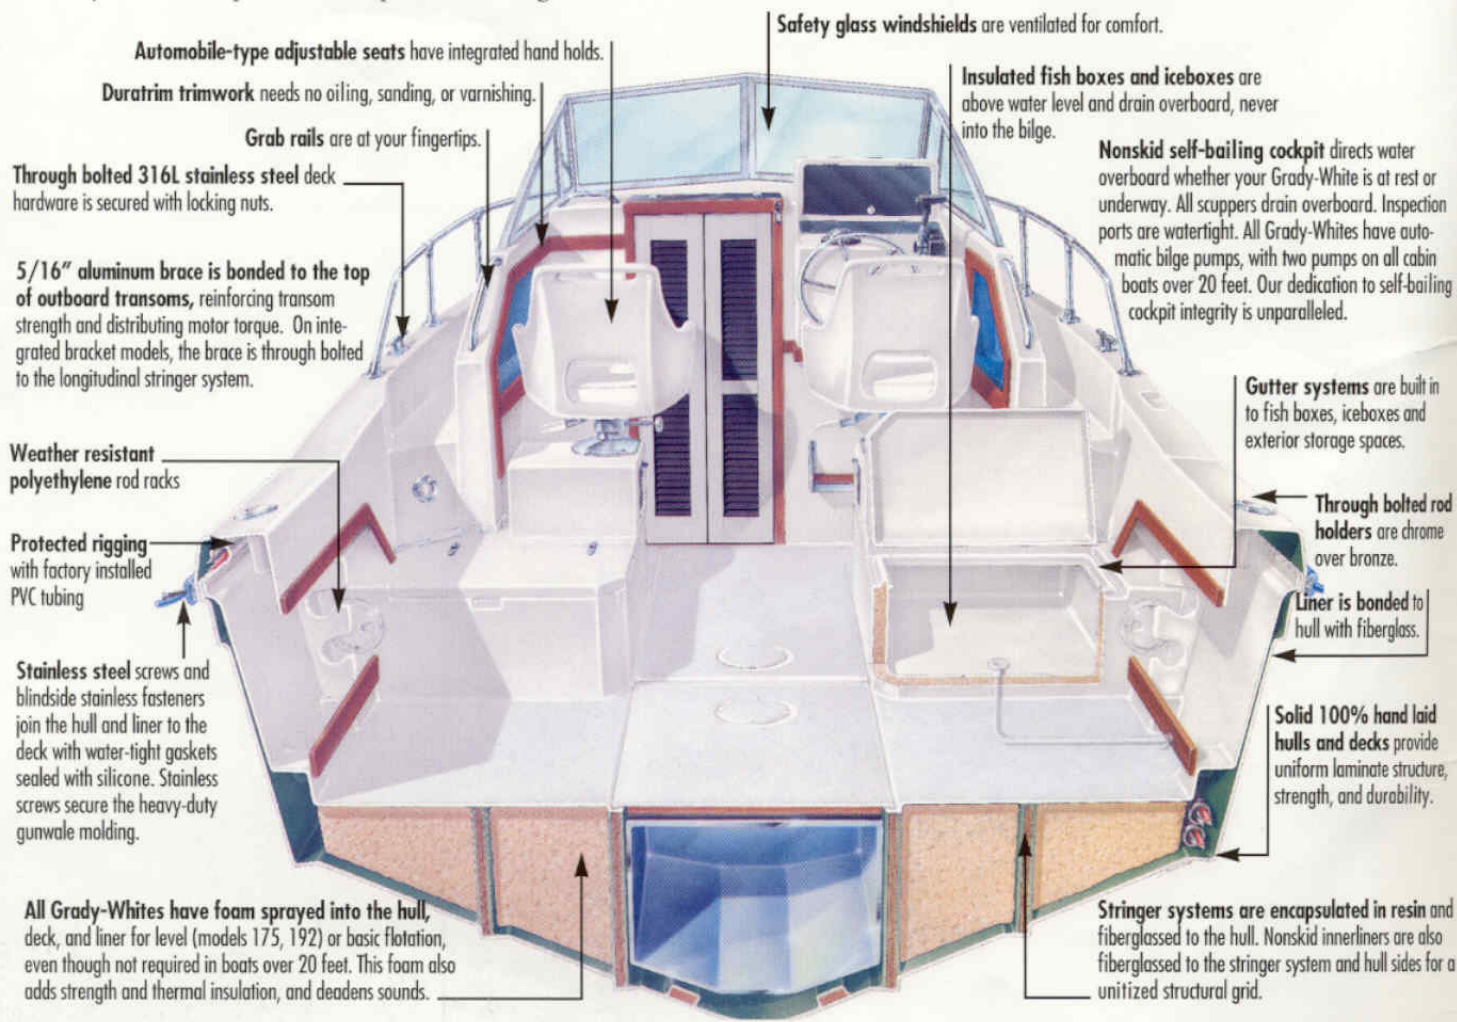 Safety glass windshields are ventilated for comfort.
Automobile-type adjustable seats have integrated hand holds.
Duratrim trimwork needs no oiling, sanding, or varnishing.
Grab rails are at your fingertips.
Through bolted 316L stainless steel deck
hardware is secured with locking nuts.
5/16" aluminum brace is bonded to the top
of outboard transoms, reinforcing transom
strength and distributing motor torque. On inte-
grated bracket models, the brace is through bolted
to the longitudinal stringer system.
Weather resistant
polyethylene rod racks
Protected rigging
with factory installed
PVC tubing
Stainless steel screws and
blindside stainless fasteners
join the hull and liner to the
deck with water-tight gaskets
sealed with silicone. Stainless
screws secure the heavy-duty
gunwale molding.
All Grady-Whites have foam sprayed into the hull,
deck, and liner for level (models 175, 192) or basic flotation,
even though not required in boats over 20 feet. This foam also
adds strength and thermal insulation, and deadens sounds.
Insulated fish boxes and iceboxes are
above water level and drain overboard, never
into the bilge.
Nonskid self-bailing cockpit directs water
overboard whether your Grady-White is at rest or
underway. All scuppers drain overboard. Inspection
ports are watertight. All Grady-Whites have auto-
matic bilge pumps, with two pumps on all cabin
boats over 20 feet. Our dedication to self-bailing
cockpit integrity is unparalleled.
Gutter systems are built in
to fish boxes, iceboxes and
exterior storage spaces.
Through bolted rod
holders are chrome
over bronze.
Liner is bonded to
hull with fiberglass.
Solid 100% hand laid
hulls and decks provide
uniform laminate structure,
strength, and durability.
Stringer systems are encapsulated in resin and
fiberglassed to the hull. Nonskid innerliners are also
fiberglassed to the stringer system and hull sides for a
unitized structural grid.